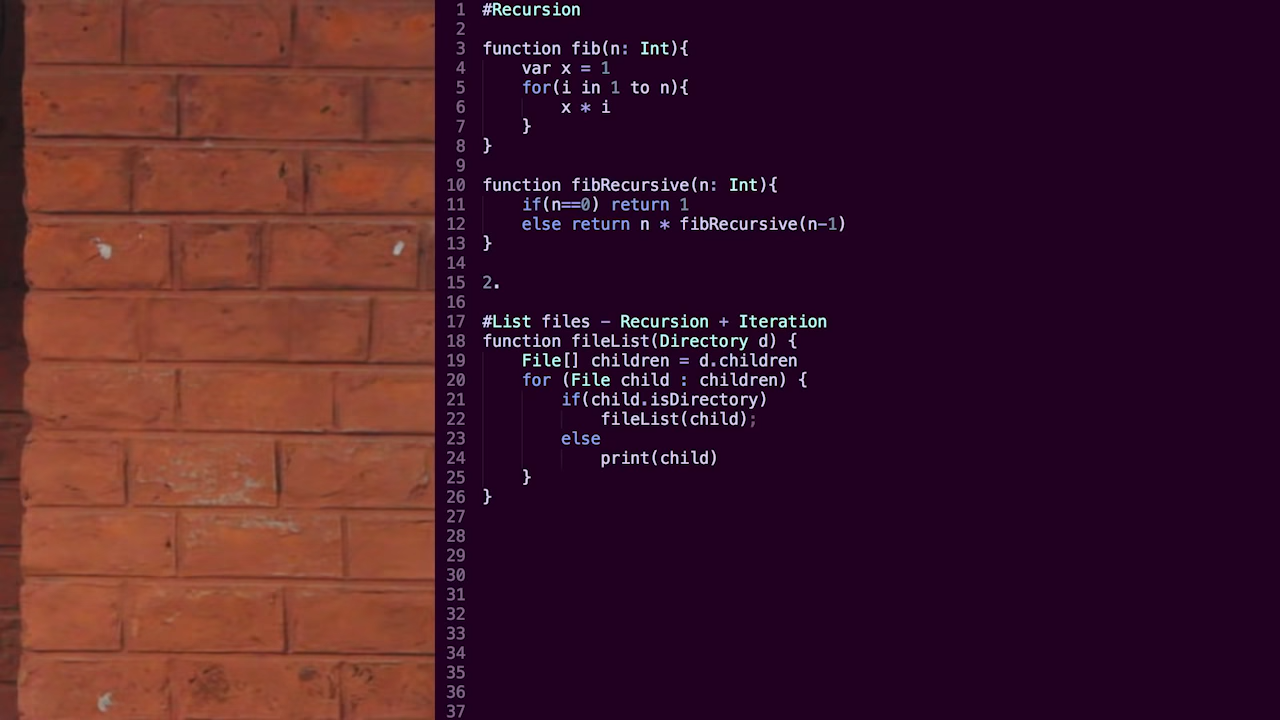 1 #Recursion
2
3 function fib(n: Int){
4     var x = 1
5     for(i in 1 to n){
6         x * i
7     }
8 }
9
10 function fibRecursive(n: Int){
11     if(n==0) return 1
12     else return n * fibRecursive(n-1)
13 }
14
15 2.
16
17 #List files - Recursion + Iteration
18 function fileList(Directory d) {
19     File[] children = d.children
20     for (File child : children) {
21         if(child.isDirectory)
22             fileList(child);
23         else
24             print(child)
25     }
26 }
27
28
29
30
31
32
33
34
35
36
37